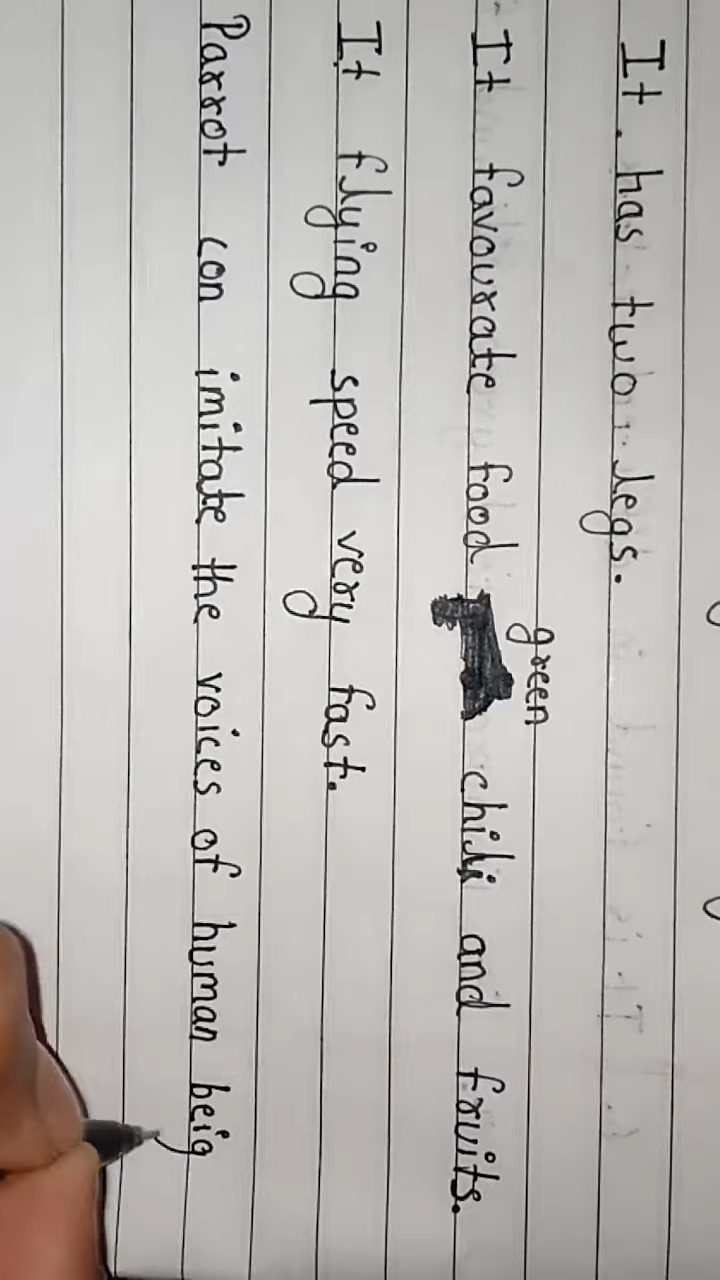 It has two legs.
It favourate food green chili and fruits.
It flying speed very fast.
Parrot con imitate the voices of human beig